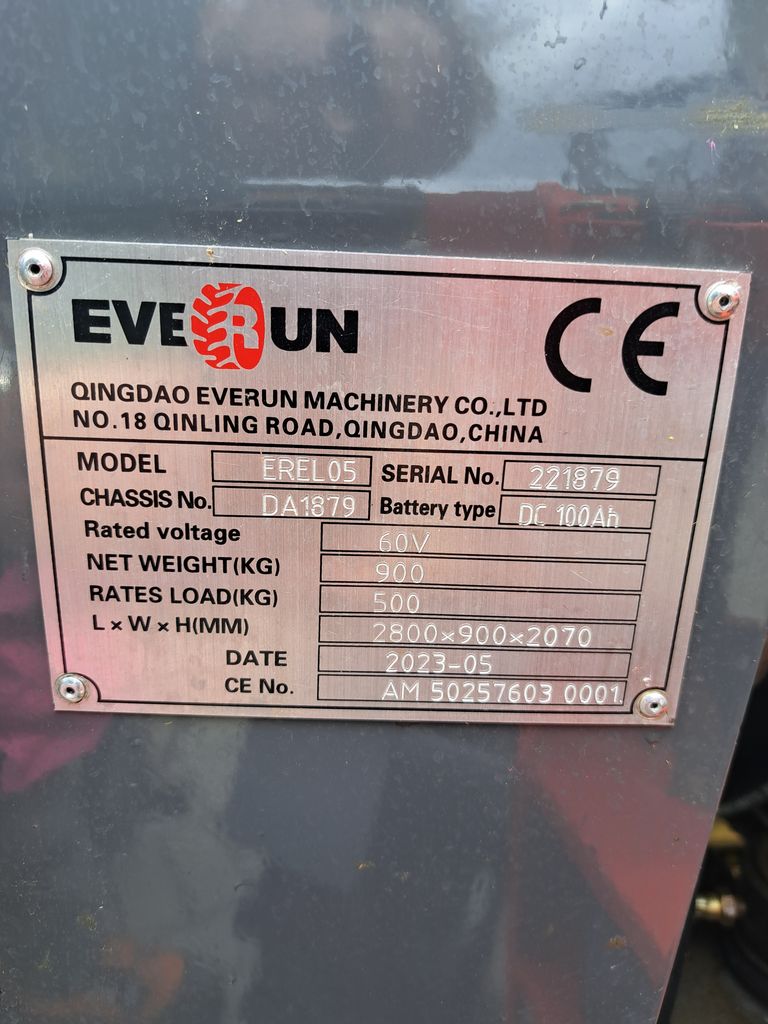 EVERUN CE
QINGDAO EVERUN MACHINERY CO.,LTD
NO.18 QINLING ROAD,QINGDAO,CHINA
MODEL EREL05 SERIAL No. 221879
CHASSIS No. DA1879 Battery type DC 100Ah
Rated voltage 60V
NET WEIGHT(KG) 900
RATES LOAD(KG) 500
L×W×H(MM) 2800×900×2070
DATE 2023-05
CE No. AM 50257603 0001